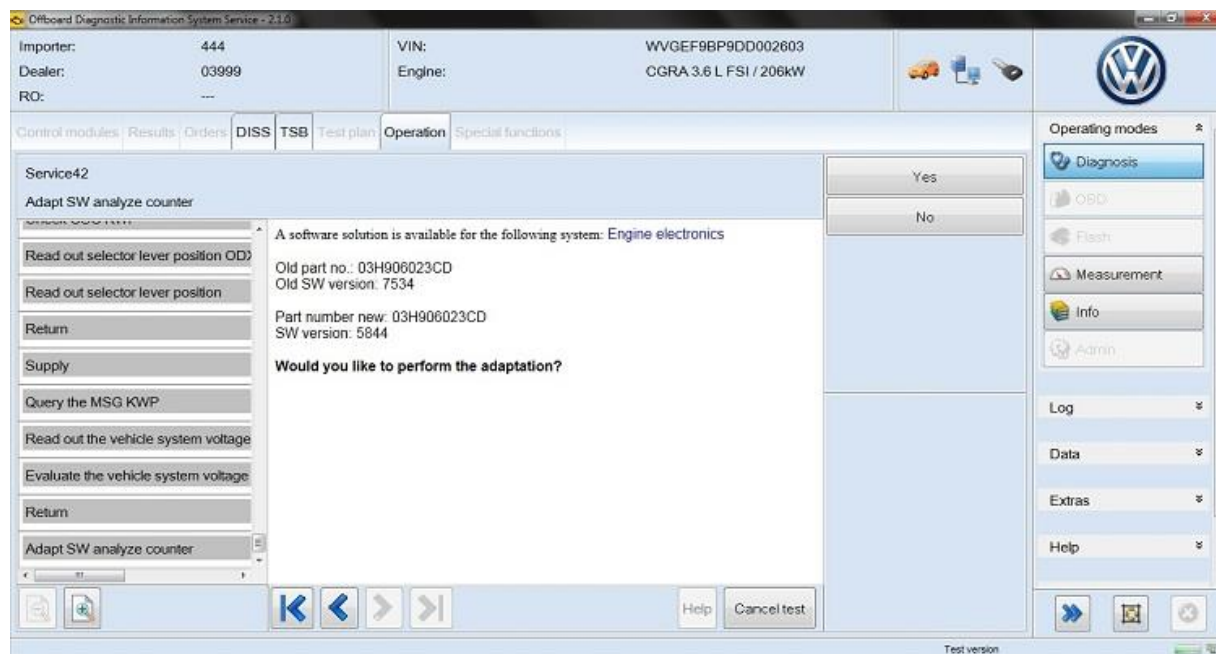 Offboard Diagnostic Information System Service - 2.1.0
Importer: 444 VIN: WVGEF9BP9DD002603
Dealer: 03999 Engine: CGRA 3.6 L FSI / 206kW
RO: ---
Control modules Results Orders DISS TSB Test plan Operation Special functions
Service42
Adapt SW analyze counter
Yes
No
Read out selector lever position ODX
Read out selector lever position
Return
Supply
Query the MSG KWP
Read out the vehicle system voltage
Evaluate the vehicle system voltage
Return
Adapt SW analyze counter
A software solution is available for the following system: Engine electronics
Old part no.: 03H906023CD
Old SW version: 7534
Part number new: 03H906023CD
SW version: 5844
Would you like to perform the adaptation?
Help Cancel test
Operating modes
Diagnosis
OBD
Flash
Measurement
Info
Admin
Log
Data
Extras
Help
Test version